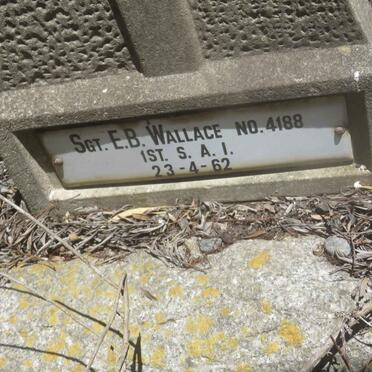 SGT. E.B. WALLACE NO. 4188
1ST. S. A. I.
23-4-62